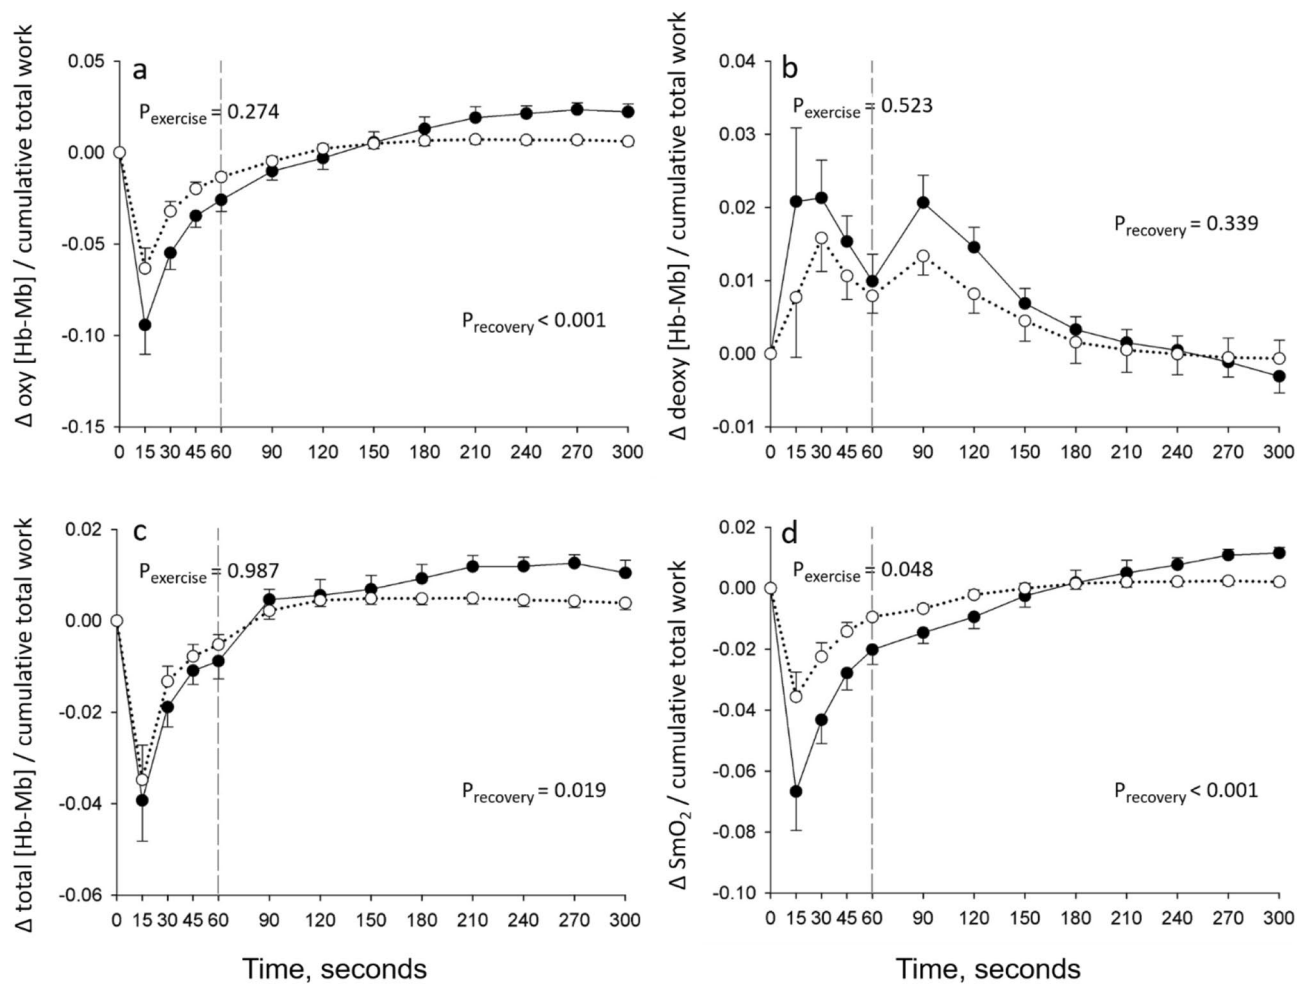 Δ oxy [Hb-Mb] / cumulative total work
a
0.05
0.00
-0.05
-0.10
-0.15
P_exercise = 0.274
P_recovery < 0.001
0 15 30 45 60 90 120 150 180 210 240 270 300
Δ deoxy [Hb-Mb] / cumulative total work
b
0.04
0.03
0.02
0.01
0.00
-0.01
P_exercise = 0.523
P_recovery = 0.339
0 15 30 45 60 90 120 150 180 210 240 270 300
Δ total [Hb-Mb] / cumulative total work
c
0.02
0.00
-0.02
-0.04
-0.06
P_exercise = 0.987
P_recovery = 0.019
0 15 30 45 60 90 120 150 180 210 240 270 300
Time, seconds
Δ SmO₂ / cumulative total work
d
0.02
0.00
-0.02
-0.04
-0.06
-0.08
-0.10
P_exercise = 0.048
P_recovery < 0.001
0 15 30 45 60 90 120 150 180 210 240 270 300
Time, seconds